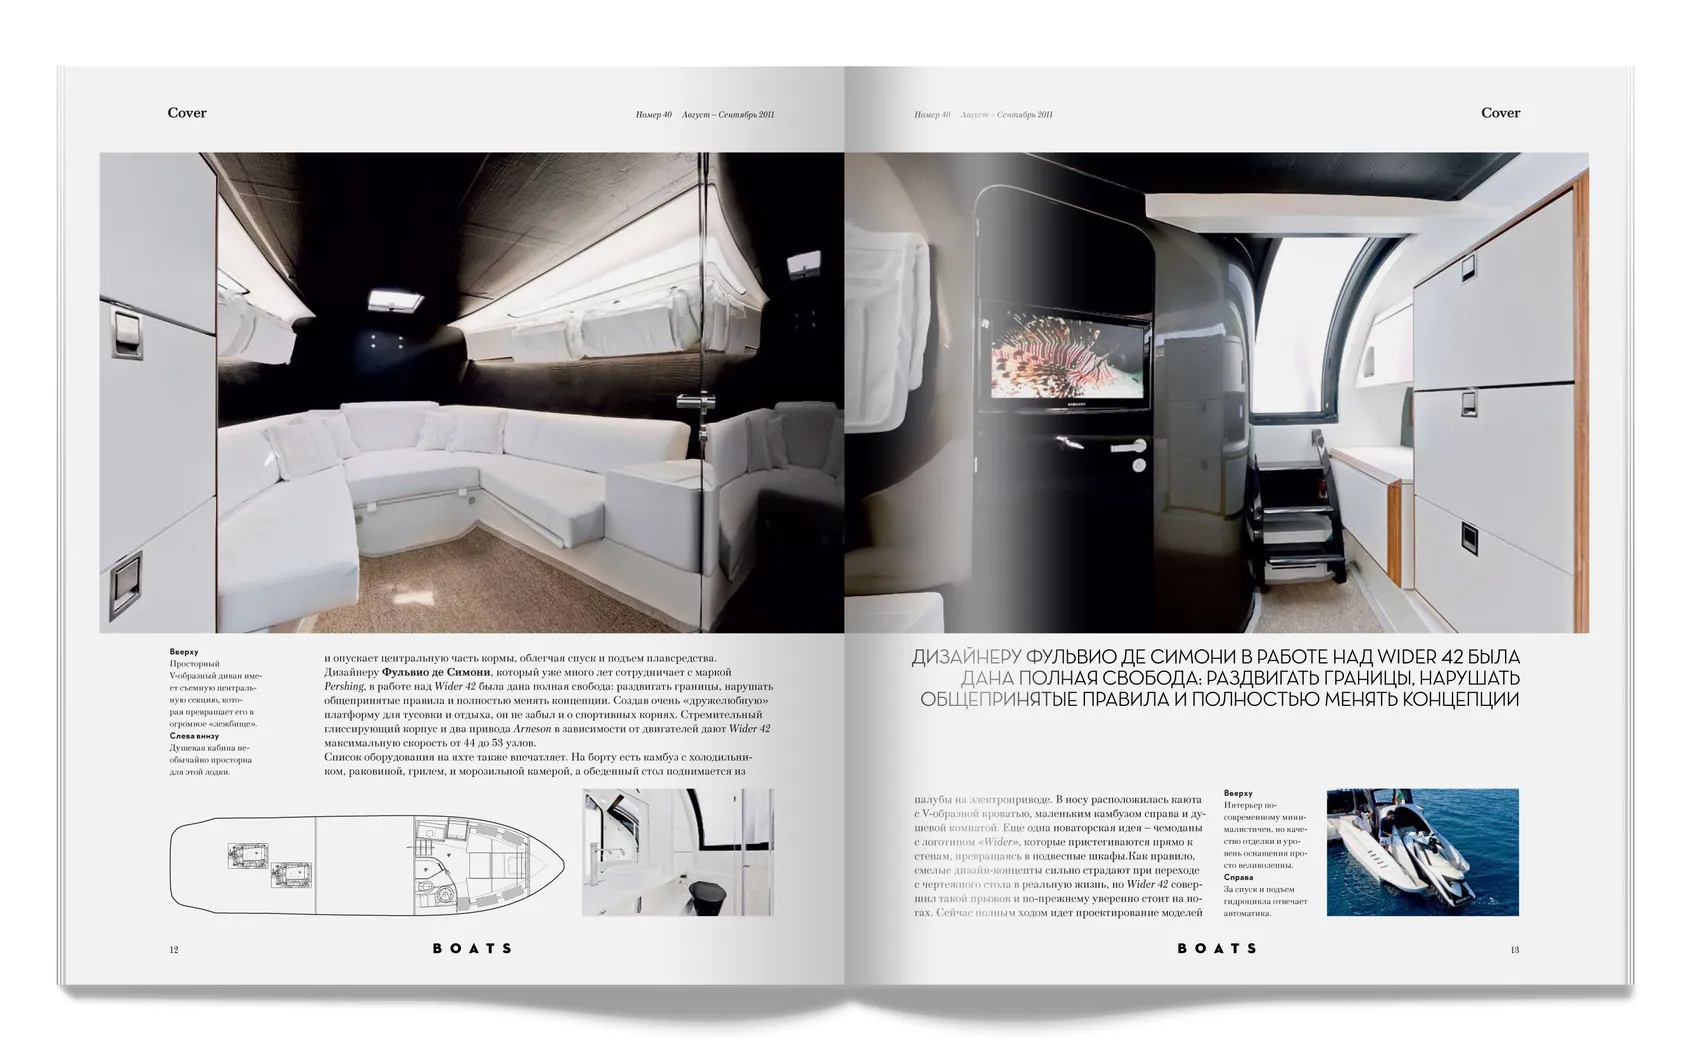 Cover
Номер 40 Август – Сентябрь 2011
Номер 40 Август – Сентябрь 2011
Cover
SAMSUNG
Вверху
Просторный
V-образный диван име-
ет съемную централь-
ную секцию, кото-
рая превращает его в
огромное «лежбище».
Слева внизу
Душевая кабина не-
обычайно просторна
для этой лодки.
и опускает центральную часть кормы, облегчая спуск и подъем плавсредства.
Дизайнеру Фульвио де Симони, который уже много лет сотрудничает с маркой
Pershing, в работе над Wider 42 была дана полная свобода: раздвигать границы, нарушать
общепринятые правила и полностью менять концепции. Создав очень «дружелюбную»
платформу для тусовки и отдыха, он не забыл и о спортивных корнях. Стремительный
глиссирующий корпус и два привода Arneson в зависимости от двигателей дают Wider 42
максимальную скорость от 44 до 53 узлов.
Список оборудования на яхте также впечатляет. На борту есть камбуз с холодильни-
ком, раковиной, грилем, и морозильной камерой, а обеденный стол поднимается из
12
BOATS
ДИЗАЙНЕРУ ФУЛЬВИО ДЕ СИМОНИ В РАБОТЕ НАД WIDER 42 БЫЛА
ДАНА ПОЛНАЯ СВОБОДА: РАЗДВИГАТЬ ГРАНИЦЫ, НАРУШАТЬ
ОБЩЕПРИНЯТЫЕ ПРАВИЛА И ПОЛНОСТЬЮ МЕНЯТЬ КОНЦЕПЦИИ
палубы на электроприводе. В носу расположилась каюта
с V-образной кроватью, маленьким камбузом справа и ду-
шевой комнатой. Еще одна новаторская идея – чемоданы
с логотипом «Wider», которые пристегиваются прямо к
стенам, превращаясь в подвесные шкафы.Как правило,
смелые дизайн-концепты сильно страдают при переходе
с чертежного стола в реальную жизнь, но Wider 42 совер-
шил такой прыжок и по-прежнему уверенно стоит на но-
гах. Сейчас полным ходом идет проектирование моделей
Вверху
Интерьер по-
современному мини-
малистичен, но каче-
ство отделки и уро-
вень оснащения про-
сто великолепны.
Справа
За спуск и подъем
гидроцикла отвечает
автоматика.
BOATS
13